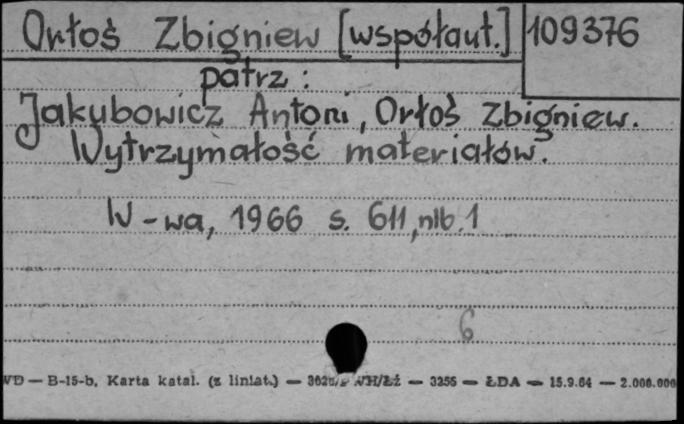 Orłoś Zbigniew [współaut.] 109376
patrz:
Jakubowicz Antoni, Orłoś Zbigniew.
Wytrzymałość materiałów.
W-wa, 1966 s. 611, nlb. 1
6
B-15-b, Karta katal. (z liniat.) — — 3255 — ŁDA — 15.9.64 — 2.000.000